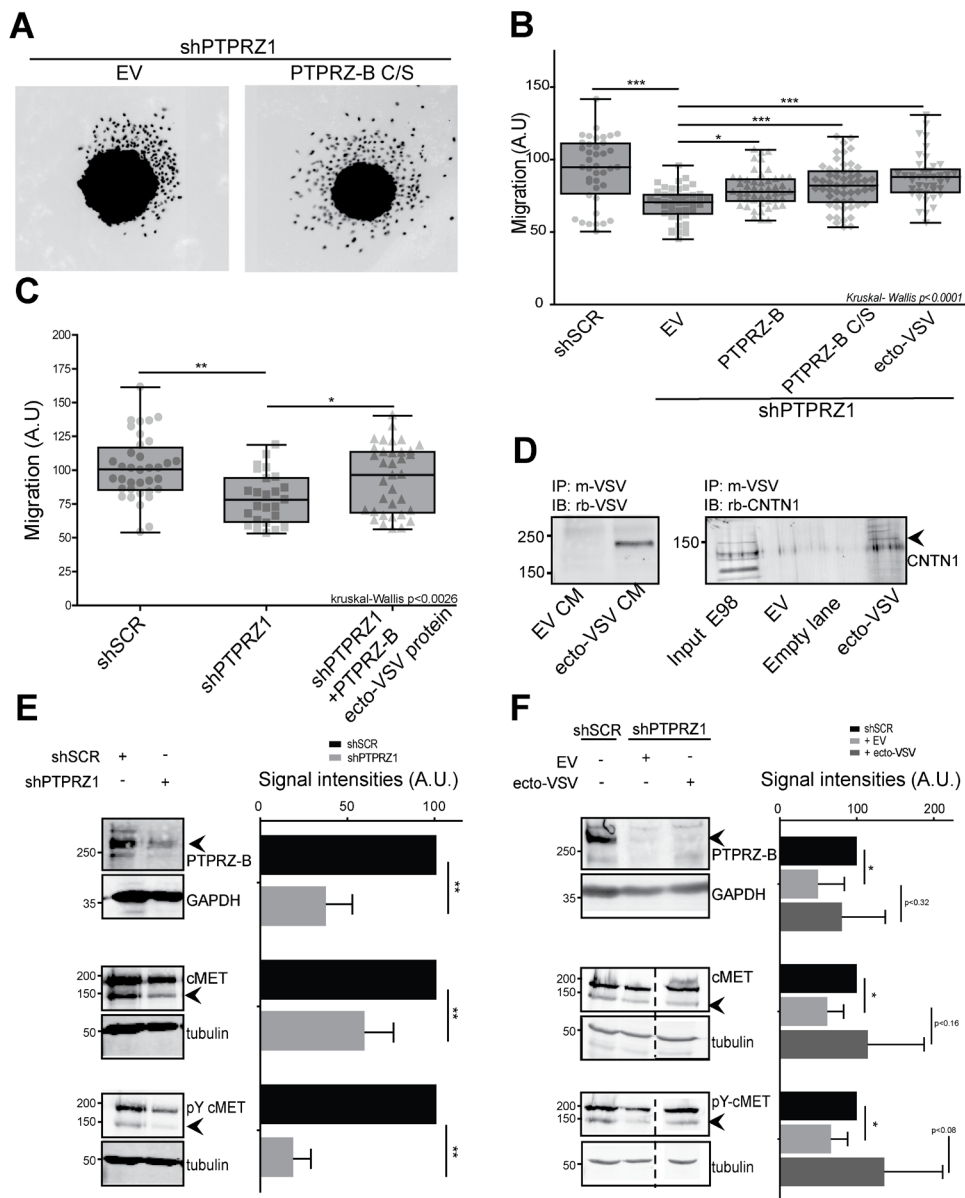 A
shPTPRZ1
EV
PTPRZ-B C/S
B
Migration (A.U)
150
100
50
0
***
***
***
*
Kruskal- Wallis p<0.0001
shSCR
EV
PTPRZ-B
PTPRZ-B C/S
ecto-VSV
shPTPRZ1
C
Migration (A.U)
200
175
150
125
100
75
50
25
0
**
*
kruskal-Wallis p<0.0026
shSCR
shPTPRZ1
shPTPRZ1
+PTPRZ-B
ecto-VSV protein
D
IP: m-VSV
IB: rb-VSV
250
150
EV CM
ecto-VSV CM
IP: m-VSV
IB: rb-CNTN1
150
CNTN1
Input E98
EV
Empty lane
ecto-VSV
E
shSCR + -
shPTPRZ1 - +
shSCR
shPTPRZ1
Signal intensities (A.U.)
0 50 100
250
PTPRZ-B
35
GAPDH
**
200
150
cMET
50
tubulin
**
200
150
pY cMET
50
tubulin
**
F
shSCR shPTPRZ1
EV - + -
ecto-VSV - - +
shSCR
+ EV
+ ecto-VSV
Signal intensities (A.U.)
0 100 200
250
PTPRZ-B
35
GAPDH
*
p<0.32
200
150
cMET
50
tubulin
*
p<0.16
200
150
pY-cMET
50
tubulin
*
p<0.08